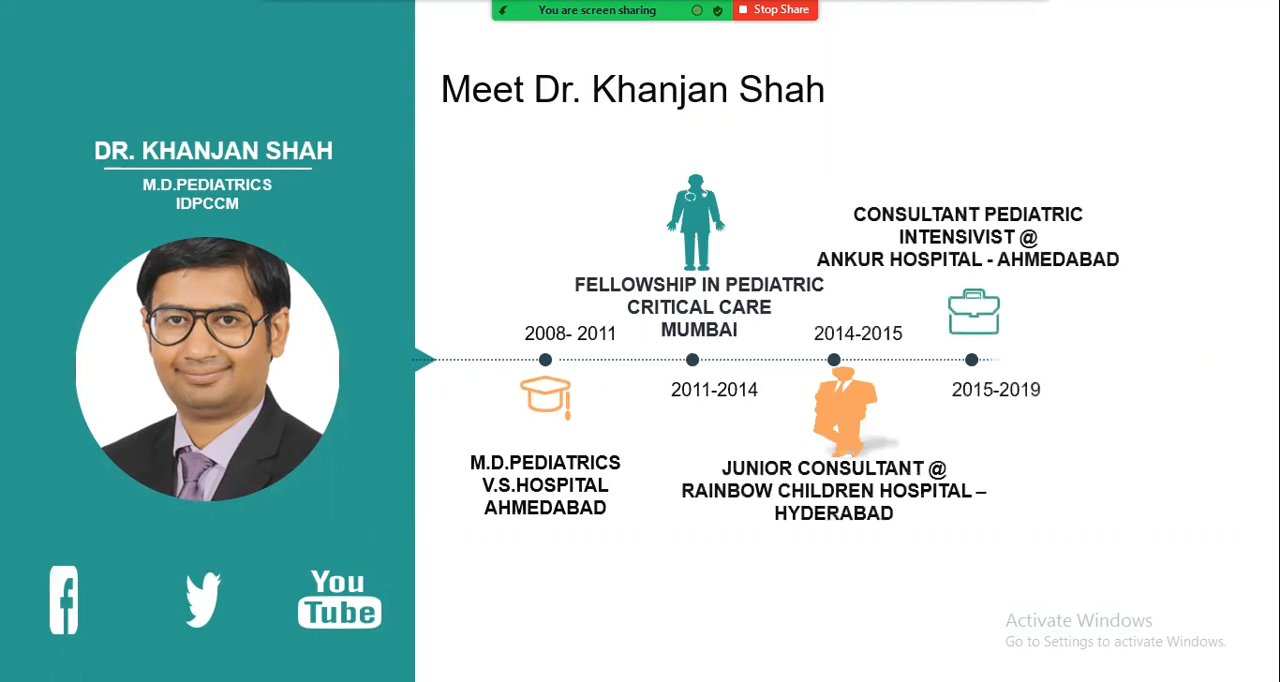 You are screen sharing
Stop Share
Meet Dr. Khanjan Shah
DR. KHANJAN SHAH
M.D.PEDIATRICS
IDPCCM
You
Tube
2008- 2011
M.D.PEDIATRICS
V.S.HOSPITAL
AHMEDABAD
FELLOWSHIP IN PEDIATRIC
CRITICAL CARE
MUMBAI
2011-2014
2014-2015
JUNIOR CONSULTANT @
RAINBOW CHILDREN HOSPITAL –
HYDERABAD
CONSULTANT PEDIATRIC
INTENSIVIST @
ANKUR HOSPITAL - AHMEDABAD
2015-2019
Activate Windows
Go to Settings to activate Windows.